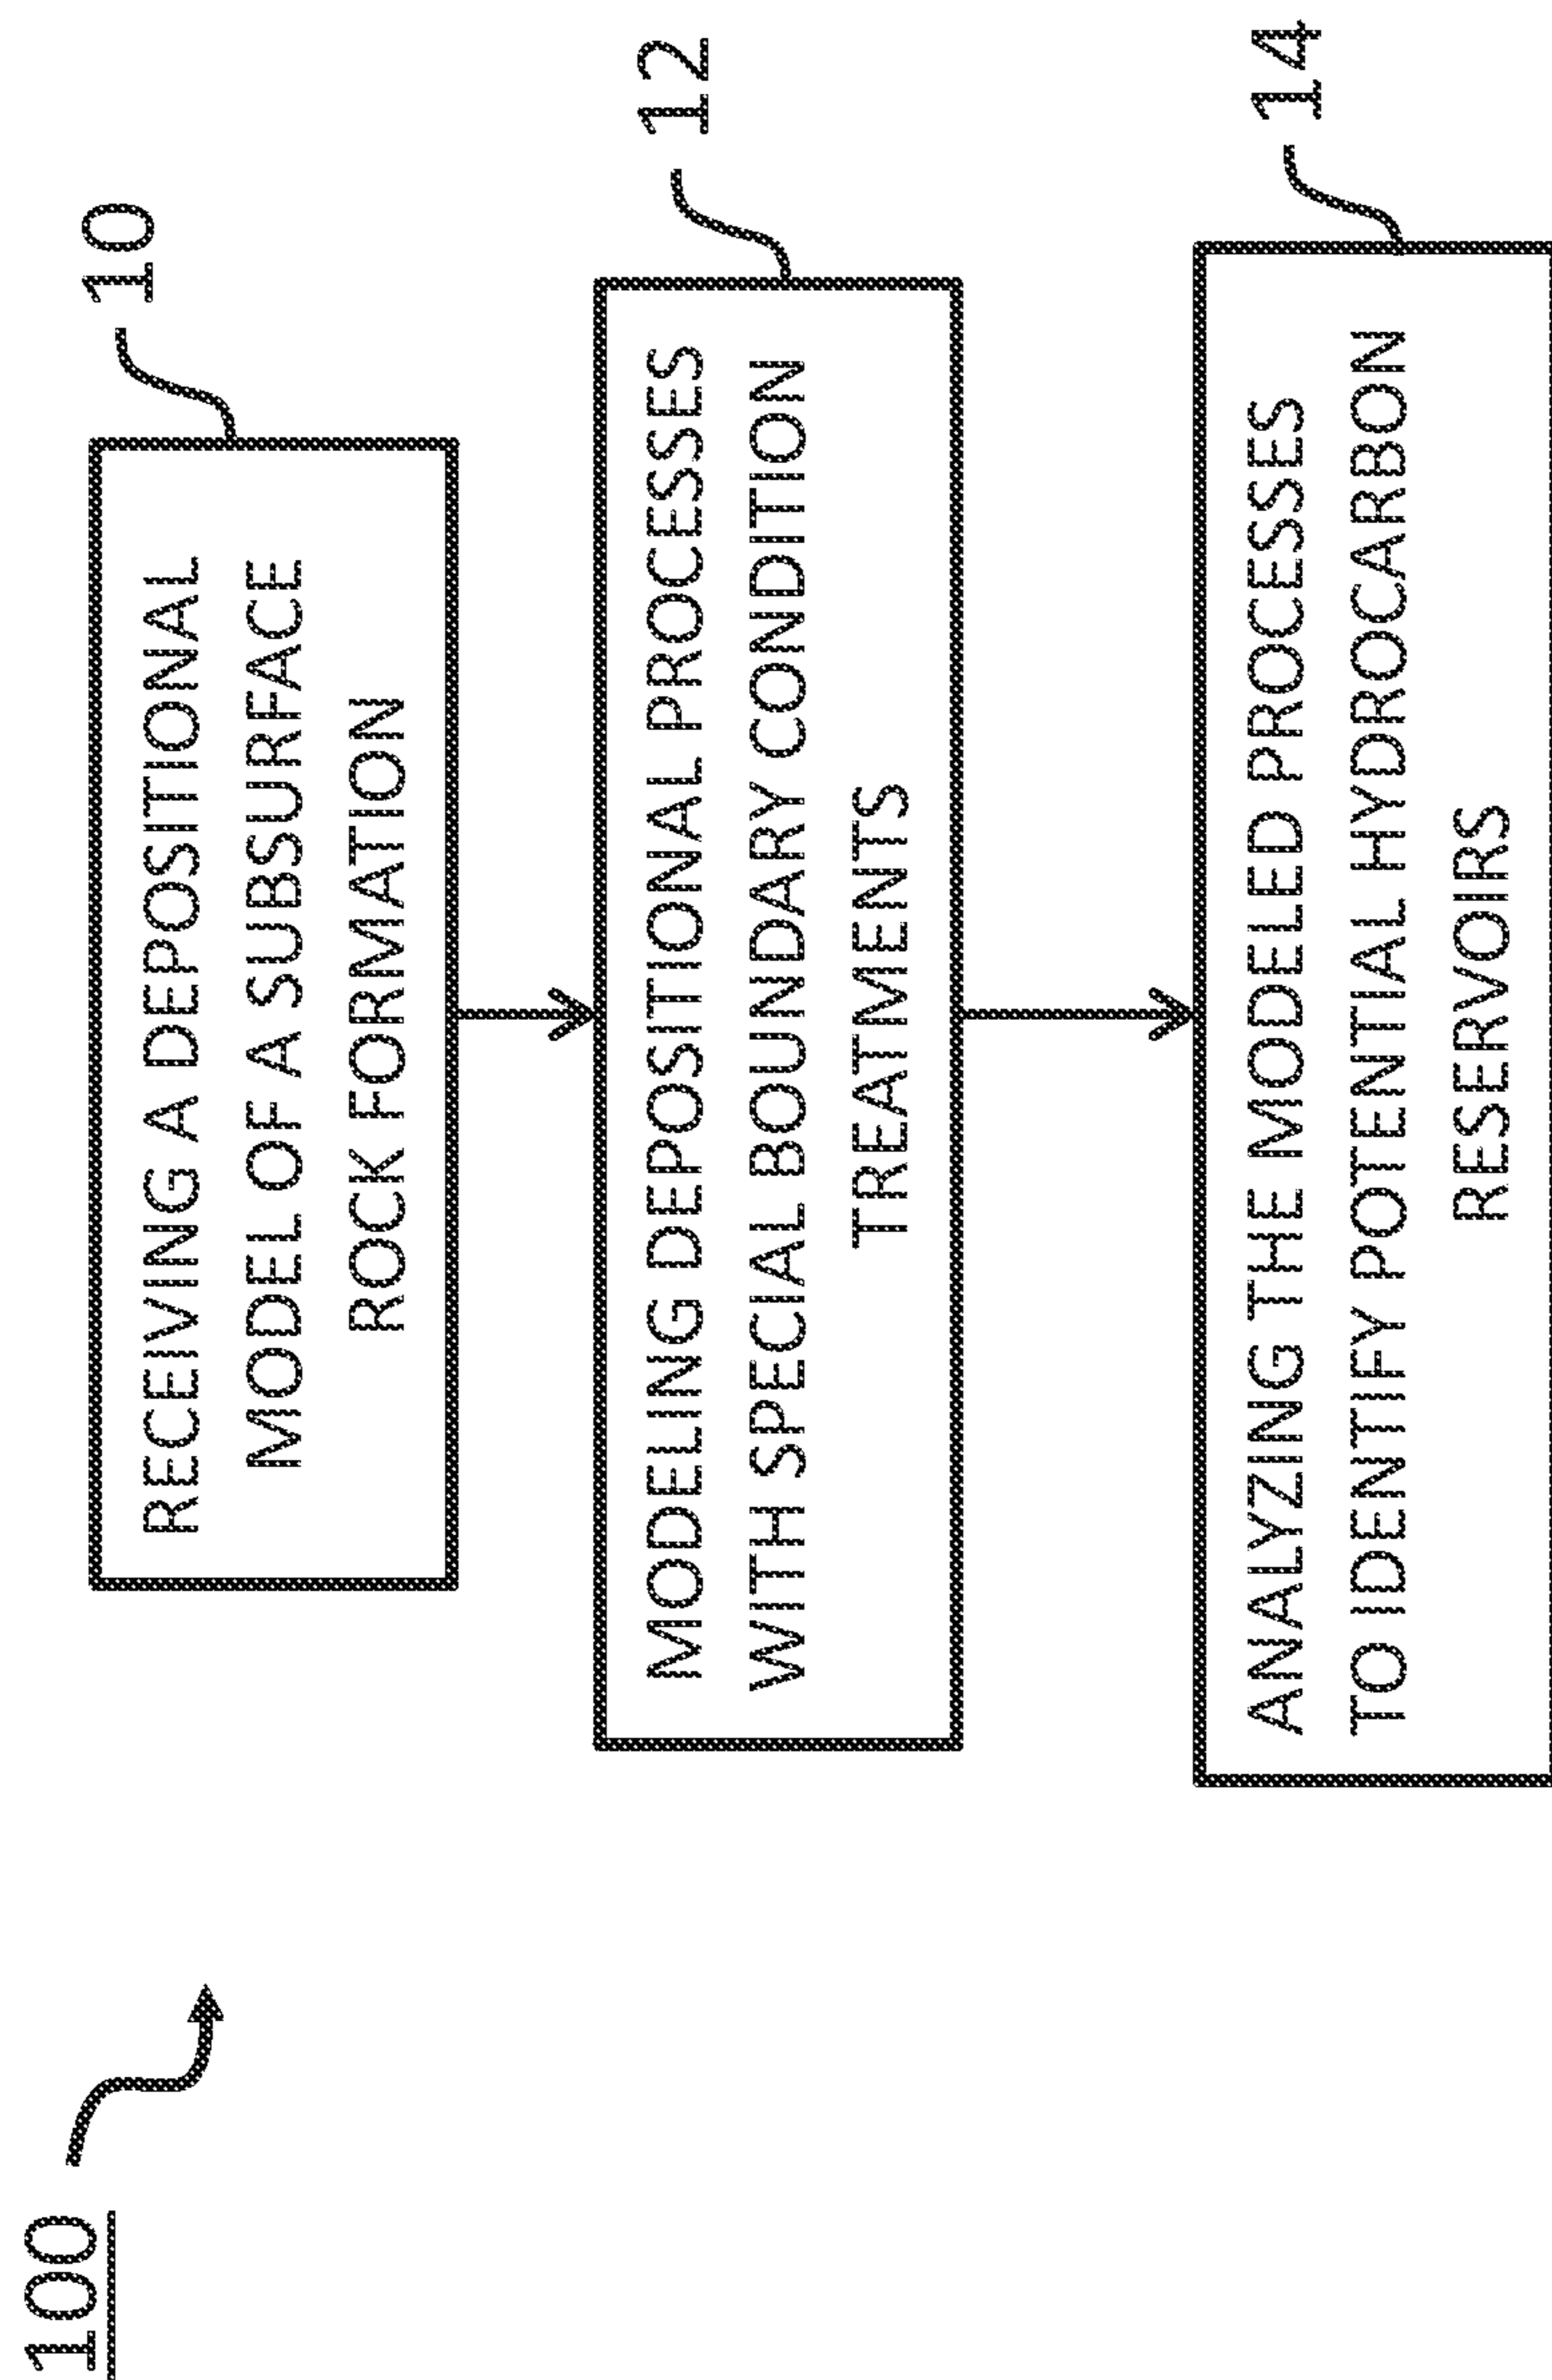 100
10
RECEIVING A DEPOSITIONAL
MODEL OF A SUBSURFACE
ROCK FORMATION
12
MODELING DEPOSITIONAL PROCESSES
WITH SPECIAL BOUNDARY CONDITION
TREATMENTS
14
ANALYZING THE MODELED PROCESSES
TO IDENTIFY POTENTIAL HYDROCARBON
RESERVOIRS